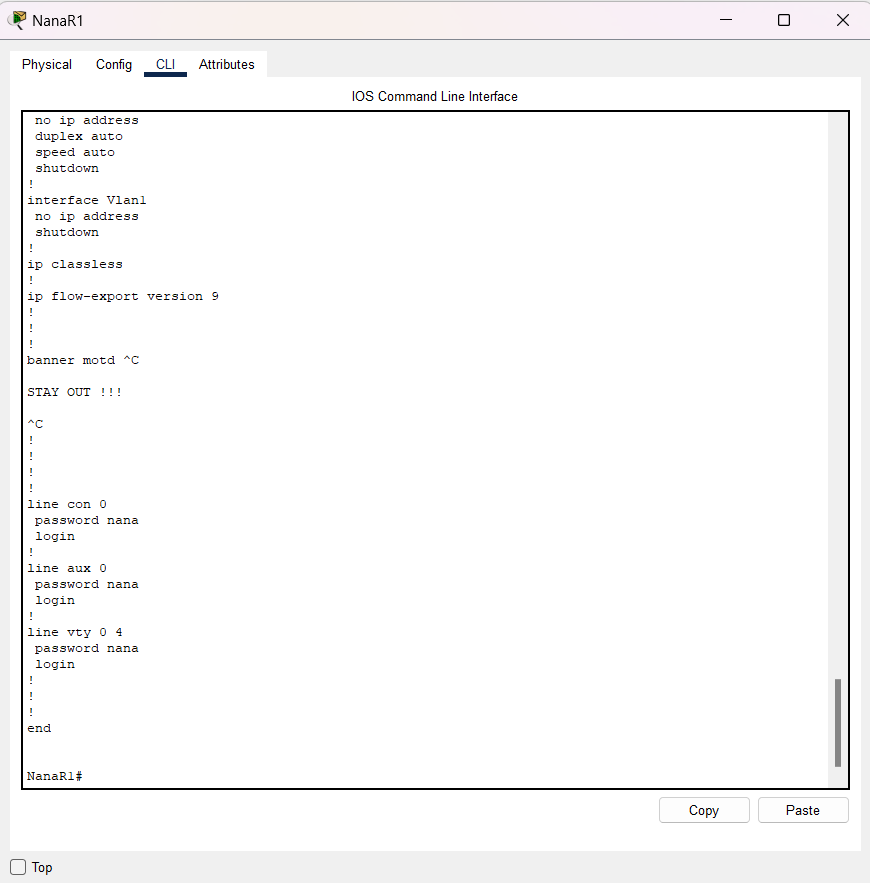 NanaR1
Physical Config CLI Attributes
IOS Command Line Interface
no ip address
duplex auto
speed auto
shutdown
!
interface Vlan1
no ip address
shutdown
!
ip classless
!
ip flow-export version 9
!
!
!
banner motd ^C
STAY OUT !!!
^C
!
!
!
!
line con 0
password nana
login
!
line aux 0
password nana
login
!
line vty 0 4
password nana
login
!
!
!
end
NanaR1#
Copy Paste
Top